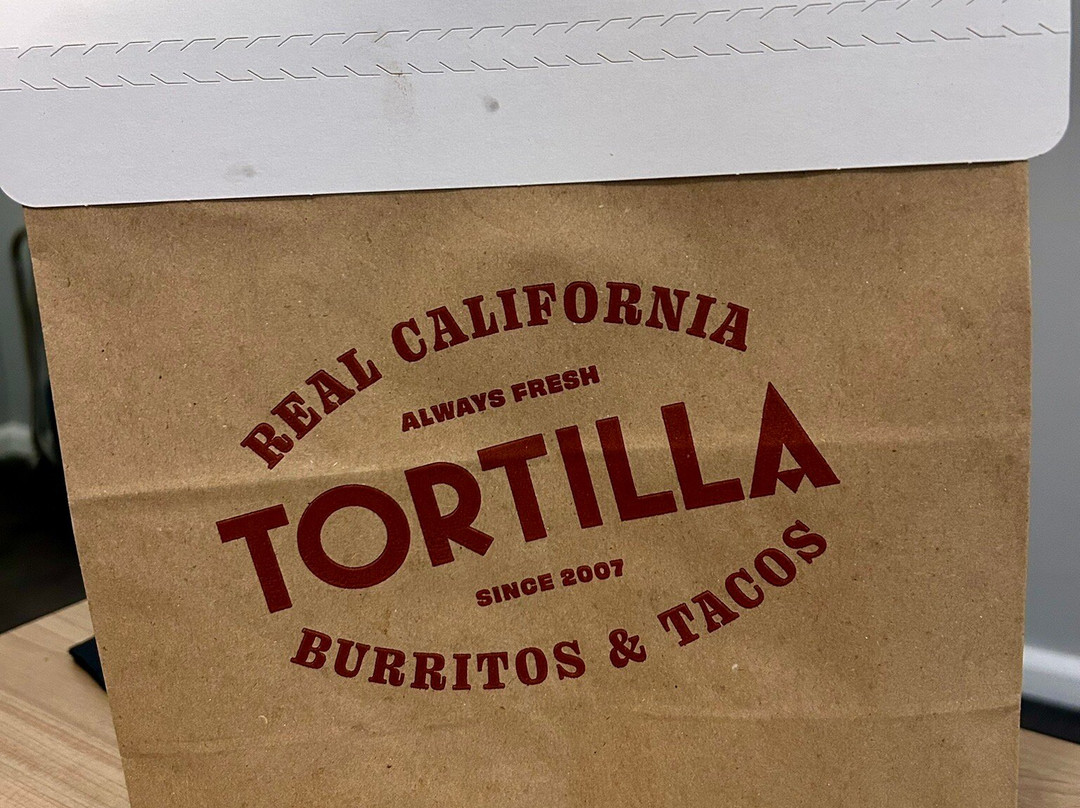 REAL CALIFORNIA
ALWAYS FRESH
TORTILLA
SINCE 2007
BURRITOS & TACOS